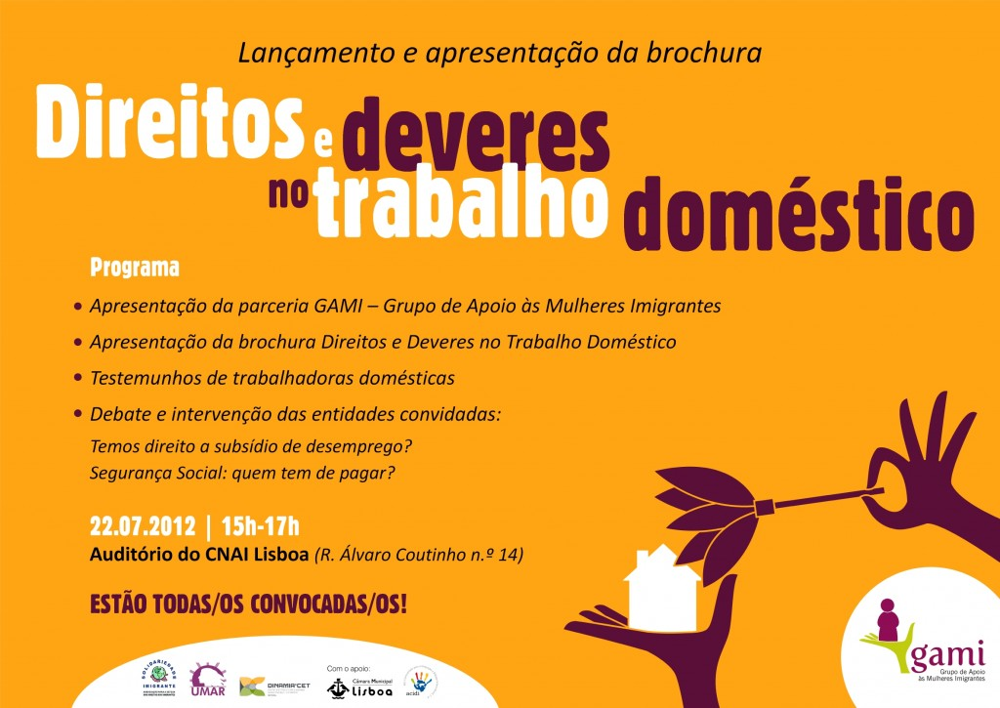 Lançamento e apresentação da brochura
Direitos e deveres
no trabalho doméstico
Programa
• Apresentação da parceria GAMI – Grupo de Apoio às Mulheres Imigrantes
• Apresentação da brochura Direitos e Deveres no Trabalho Doméstico
• Testemunhos de trabalhadoras domésticas
• Debate e intervenção das entidades convidadas:
Temos direito a subsídio de desemprego?
Segurança Social: quem tem de pagar?
22.07.2012 | 15h-17h
Auditório do CNAI Lisboa (R. Álvaro Coutinho n.º 14)
ESTÃO TODAS/OS CONVOCADAS/OS!
SOLIDARIEDADE
IMIGRANTE
UMAR
DINAMIA'CET
Com o apoio:
Câmara Municipal
Lisboa
acidi
gami
Grupo de Apoio
às Mulheres Imigrantes